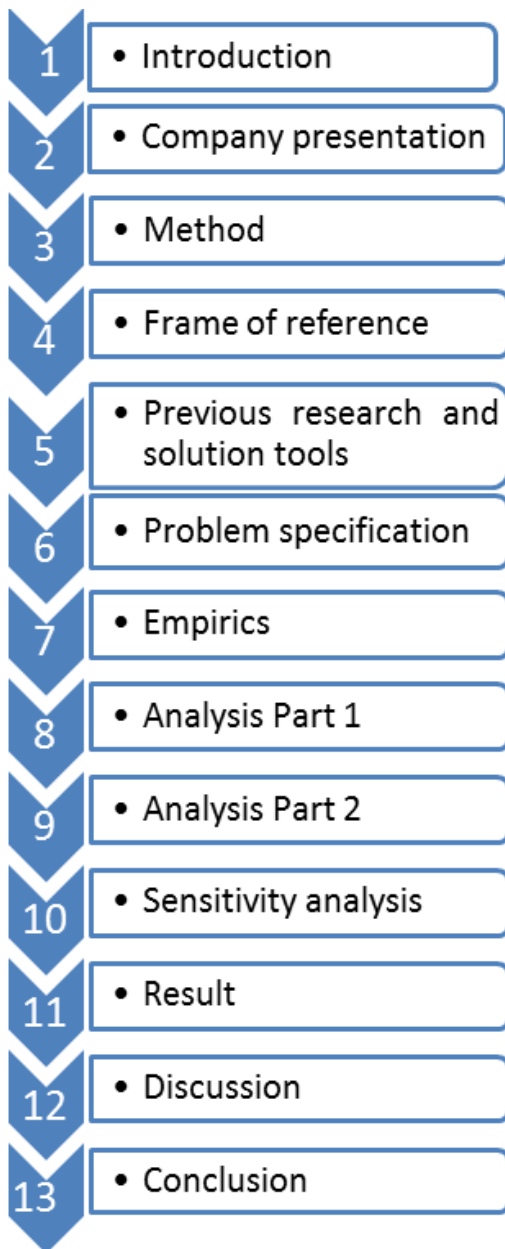 1 • Introduction
2 • Company presentation
3 • Method
4 • Frame of reference
5 • Previous research and
solution tools
6 • Problem specification
7 • Empirics
8 • Analysis Part 1
9 • Analysis Part 2
10 • Sensitivity analysis
11 • Result
12 • Discussion
13 • Conclusion